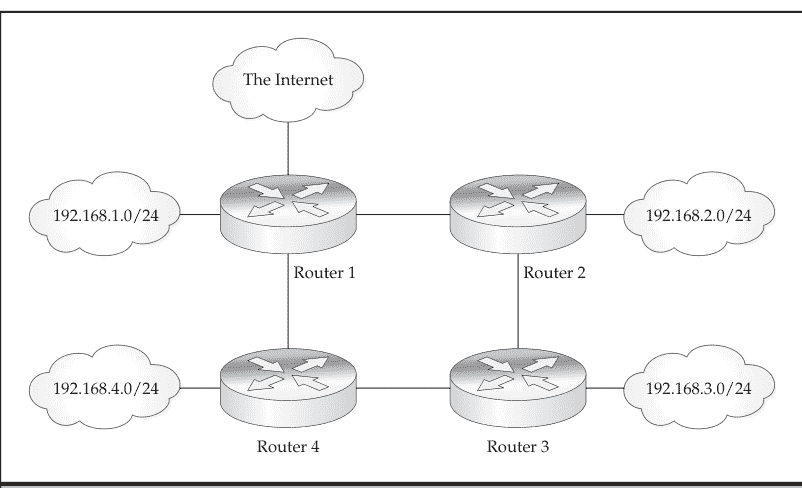 The Internet
192.168.1.0/24
192.168.2.0/24
Router 1
Router 2
192.168.4.0/24
192.168.3.0/24
Router 4
Router 3